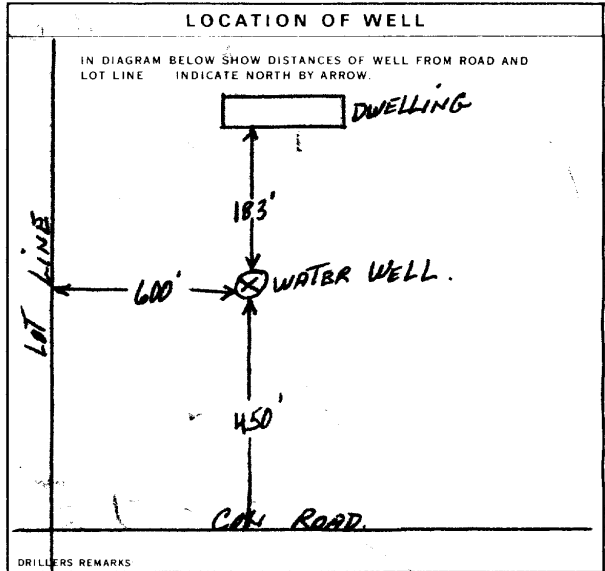 LOCATION OF WELL
IN DIAGRAM BELOW SHOW DISTANCES OF WELL FROM ROAD AND
LOT LINE INDICATE NORTH BY ARROW.
DWELLING
183'
LOT LINE
600'
WATER WELL.
450'
CON ROAD.
DRILLERS REMARKS